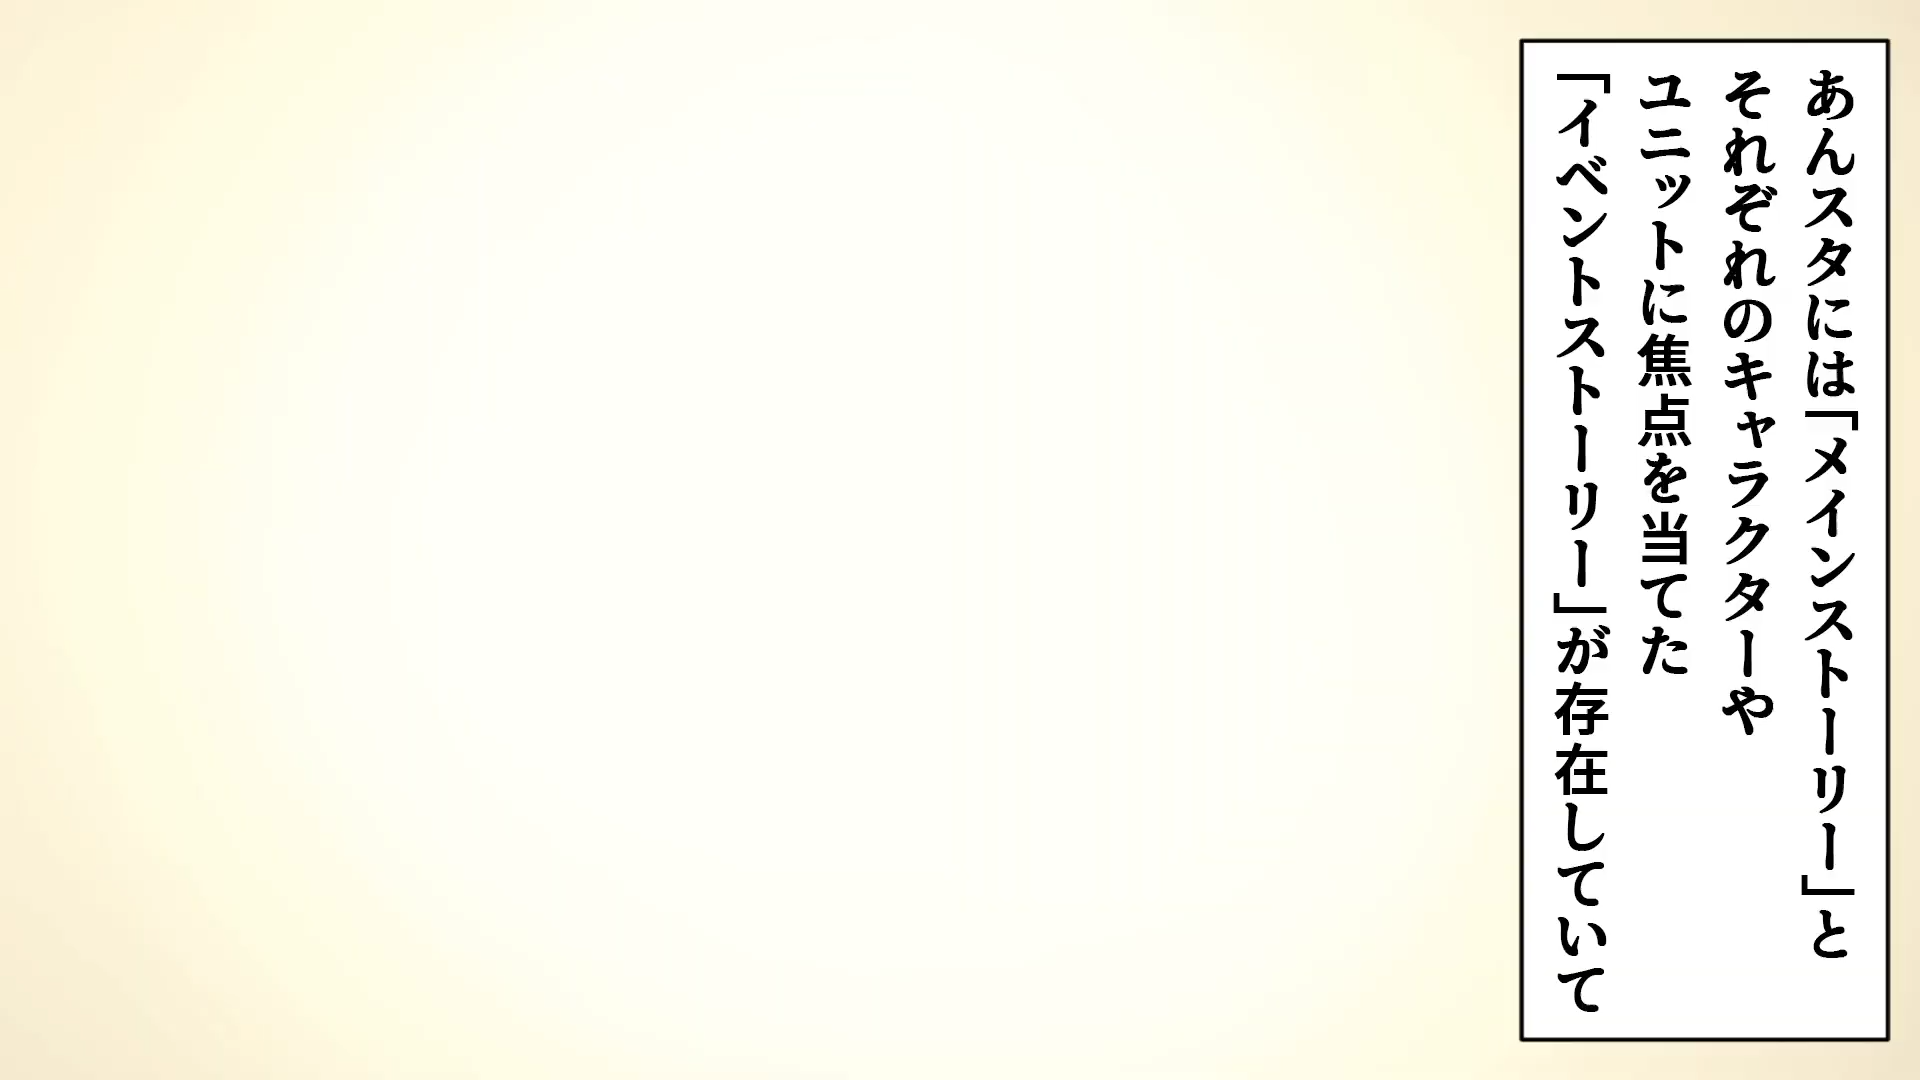 あんスタには「メインストーリー」と
それぞれのキャラクターや
ユニットに焦点を当てた
「イベントストーリー」が存在していて